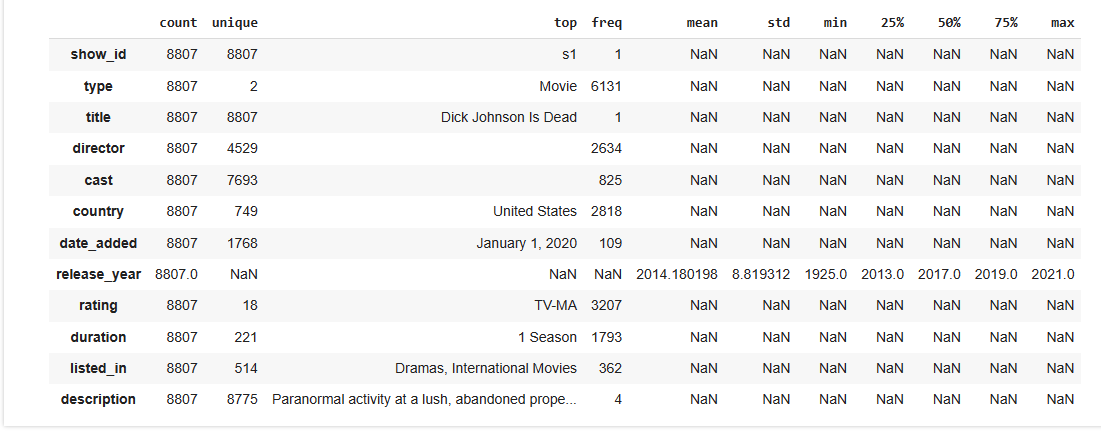 count unique top freq mean std min 25% 50% 75% max
show_id 8807 8807 s1 1 NaN NaN NaN NaN NaN NaN NaN
type 8807 2 Movie 6131 NaN NaN NaN NaN NaN NaN NaN
title 8807 8807 Dick Johnson Is Dead 1 NaN NaN NaN NaN NaN NaN NaN
director 8807 4529 2634 NaN NaN NaN NaN NaN NaN NaN
cast 8807 7693 825 NaN NaN NaN NaN NaN NaN NaN
country 8807 749 United States 2818 NaN NaN NaN NaN NaN NaN NaN
date_added 8807 1768 January 1, 2020 109 NaN NaN NaN NaN NaN NaN NaN
release_year 8807.0 NaN NaN NaN 2014.180198 8.819312 1925.0 2013.0 2017.0 2019.0 2021.0
rating 8807 18 TV-MA 3207 NaN NaN NaN NaN NaN NaN NaN
duration 8807 221 1 Season 1793 NaN NaN NaN NaN NaN NaN NaN
listed_in 8807 514 Dramas, International Movies 362 NaN NaN NaN NaN NaN NaN NaN
description 8807 8775 Paranormal activity at a lush, abandoned prope... 4 NaN NaN NaN NaN NaN NaN NaN